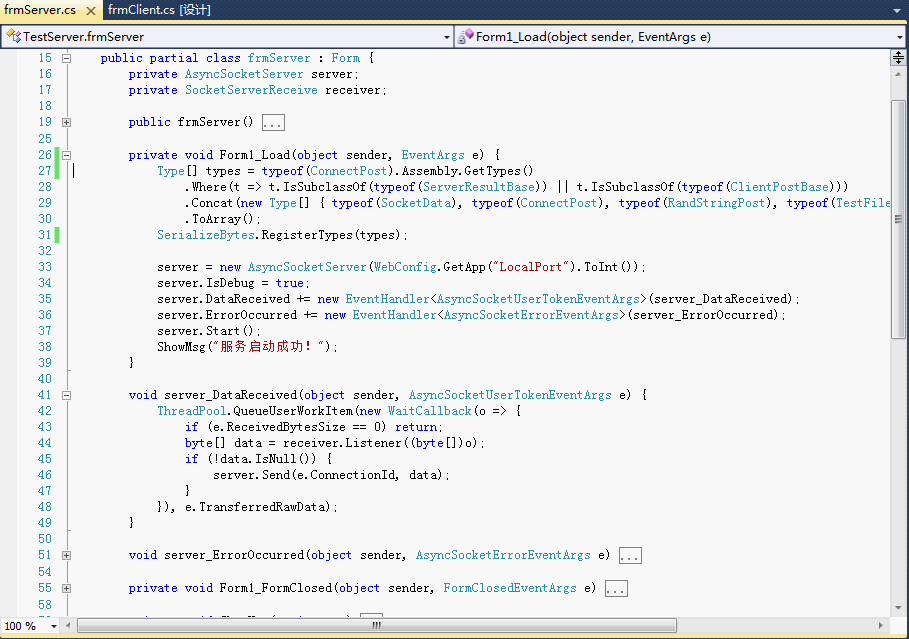 frmServer.cs
frmClient.cs [设计]
TestServer.frmServer
Form1_Load(object sender, EventArgs e)
15 public partial class frmServer : Form {
16 private AsyncSocketServer server;
17 private SocketServerReceive receiver;
18
19 public frmServer() ...
25
26 private void Form1_Load(object sender, EventArgs e) {
27 Type[] types = typeof(ConnectPost).Assembly.GetTypes()
28 .Where(t => t.IsSubclassOf(typeof(ServerResultBase)) || t.IsSubclassOf(typeof(ClientPostBase)))
29 .Concat(new Type[] { typeof(SocketData), typeof(ConnectPost), typeof(RandStringPost), typeof(TestFile
30 .ToArray();
31 SerializeBytes.RegisterTypes(types);
32
33 server = new AsyncSocketServer(WebConfig.GetApp("LocalPort").ToInt());
34 server.IsDebug = true;
35 server.DataReceived += new EventHandler<AsyncSocketUserTokenEventArgs>(server_DataReceived);
36 server.ErrorOccurred += new EventHandler<AsyncSocketErrorEventArgs>(server_ErrorOccurred);
37 server.Start();
38 ShowMsg("服务启动成功！");
39 }
40
41 void server_DataReceived(object sender, AsyncSocketUserTokenEventArgs e) {
42 ThreadPool.QueueUserWorkItem(new WaitCallback(o => {
43 if (e.ReceivedBytesSize == 0) return;
44 byte[] data = receiver.Listener((byte[])o);
45 if (!data.IsNull()) {
46 server.Send(e.ConnectionId, data);
47 }
48 }), e.TransferredRawData);
49 }
50
51 void server_ErrorOccurred(object sender, AsyncSocketErrorEventArgs e) ...
54
55 private void Form1_FormClosed(object sender, FormClosedEventArgs e) ...
58
100 %